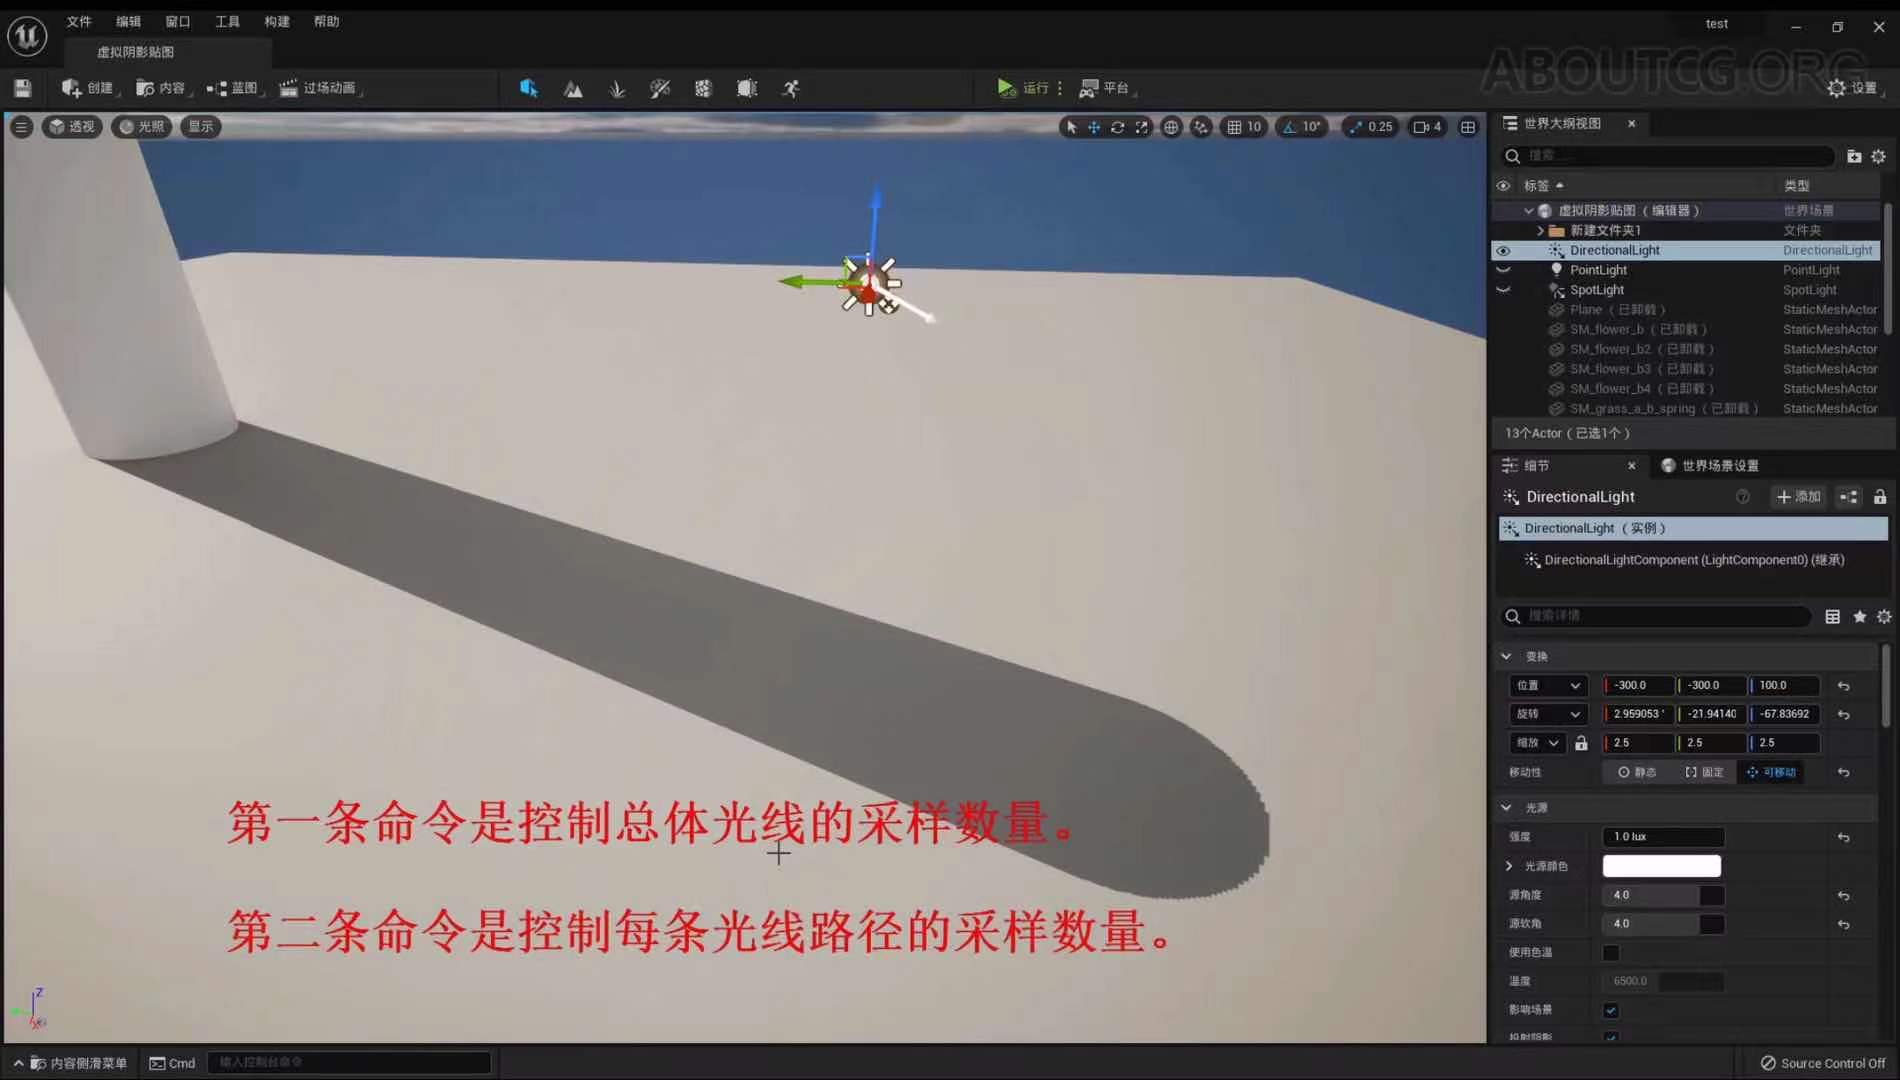 文件 编辑 窗口 工具 构建 帮助
test
虚拟阴影贴图
ABOUTCG.ORG
创建 内容 蓝图 过场动画 运行 平台 设置
透视 光照 显示 10 10° 0.25 4
世界大纲视图
搜索......
标签 类型
虚拟阴影贴图（编辑器） 世界场景
新建文件夹1 文件夹
DirectionalLight DirectionalLight
PointLight PointLight
SpotLight SpotLight
Plane（已卸载） StaticMeshActor
SM_flower_b（已卸载） StaticMeshActor
SM_flower_b2（已卸载） StaticMeshActor
SM_flower_b3（已卸载） StaticMeshActor
SM_flower_b4（已卸载） StaticMeshActor
SM_grass_a_b_spring（已卸载） StaticMeshActor
13个Actor（已选1个）
细节 世界场景设置
DirectionalLight 添加
DirectionalLight（实例）
DirectionalLightComponent (LightComponent0) (继承)
搜索详情
变换
位置 -300.0 -300.0 100.0
旋转 2.959053 ° -21.94140 -67.83692
缩放 2.5 2.5 2.5
移动性 静态 固定 可移动
光源
强度 1.0 lux
光源颜色
源角度 4.0
源软角 4.0
使用色温
温度 6500.0
影响场景
投射阴影
第一条命令是控制总体光线的采样数量。
第二条命令是控制每条光线路径的采样数量。
Z
内容侧滑菜单 Cmd 输入控制台命令 Source Control Off